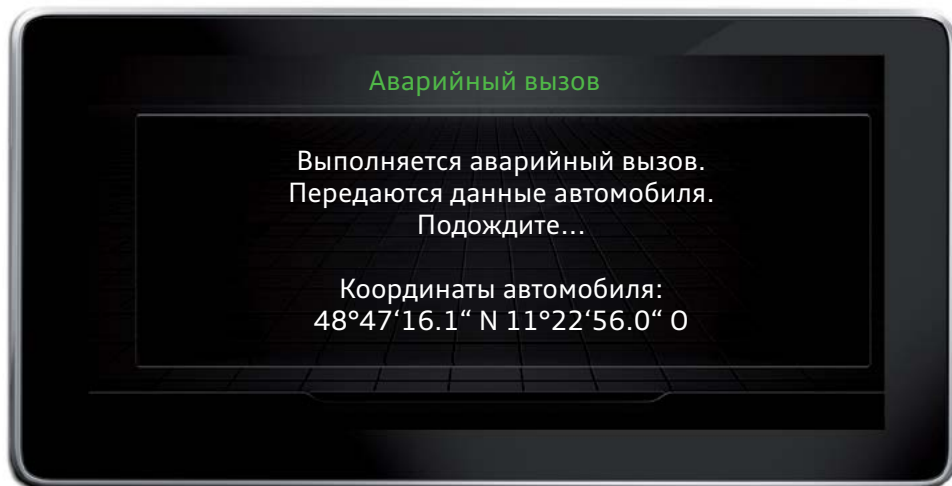 Аварийный вызов
Выполняется аварийный вызов.
Передаются данные автомобиля.
Подождите...
Координаты автомобиля:
48°47‘16.1“ N 11°22‘56.0“ O